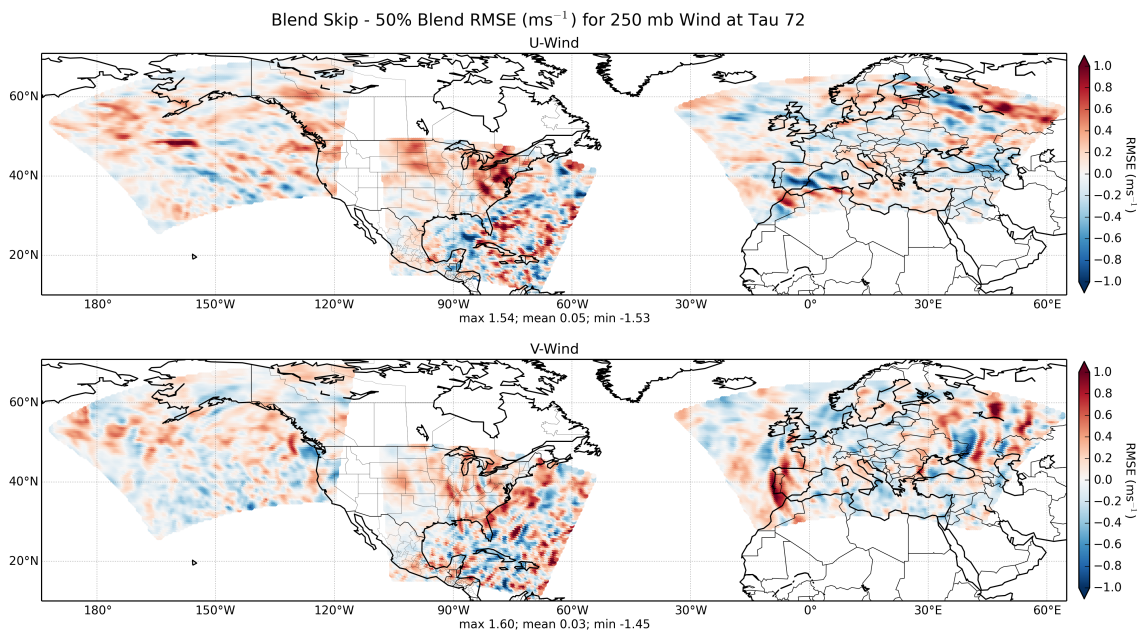 Blend Skip - 50% Blend RMSE (ms⁻¹) for 250 mb Wind at Tau 72
U-Wind
60°N
40°N
20°N
180° 150°W 120°W 90°W 60°W 30°W 0° 30°E 60°E
max 1.54; mean 0.05; min -1.53
1.0
0.8
0.6
0.4
0.2
0.0
−0.2
−0.4
−0.6
−0.8
−1.0
RMSE (ms⁻¹)
V-Wind
60°N
40°N
20°N
180° 150°W 120°W 90°W 60°W 30°W 0° 30°E 60°E
max 1.60; mean 0.03; min -1.45
1.0
0.8
0.6
0.4
0.2
0.0
−0.2
−0.4
−0.6
−0.8
−1.0
RMSE (ms⁻¹)